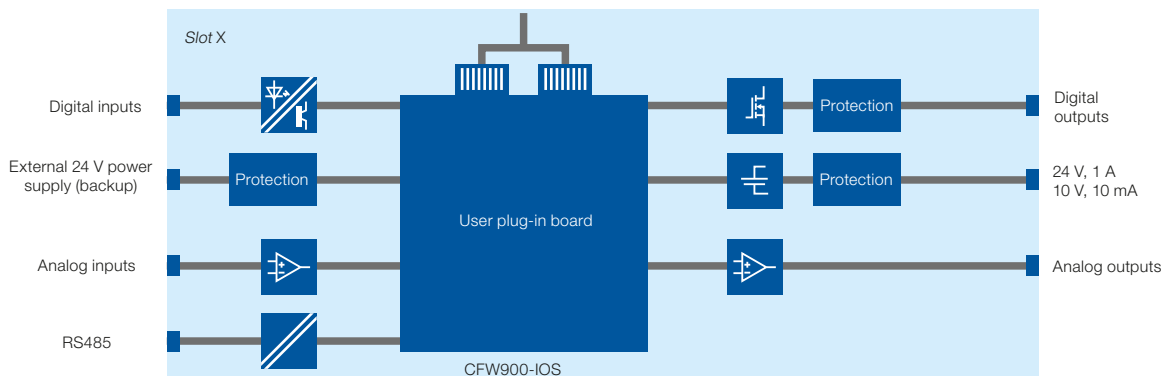 Slot X
Digital inputs
External 24 V power
supply (backup)
Protection
Analog inputs
RS485
User plug-in board
CFW900-IOS
Protection
Digital
outputs
Protection
24 V, 1 A
10 V, 10 mA
Analog outputs